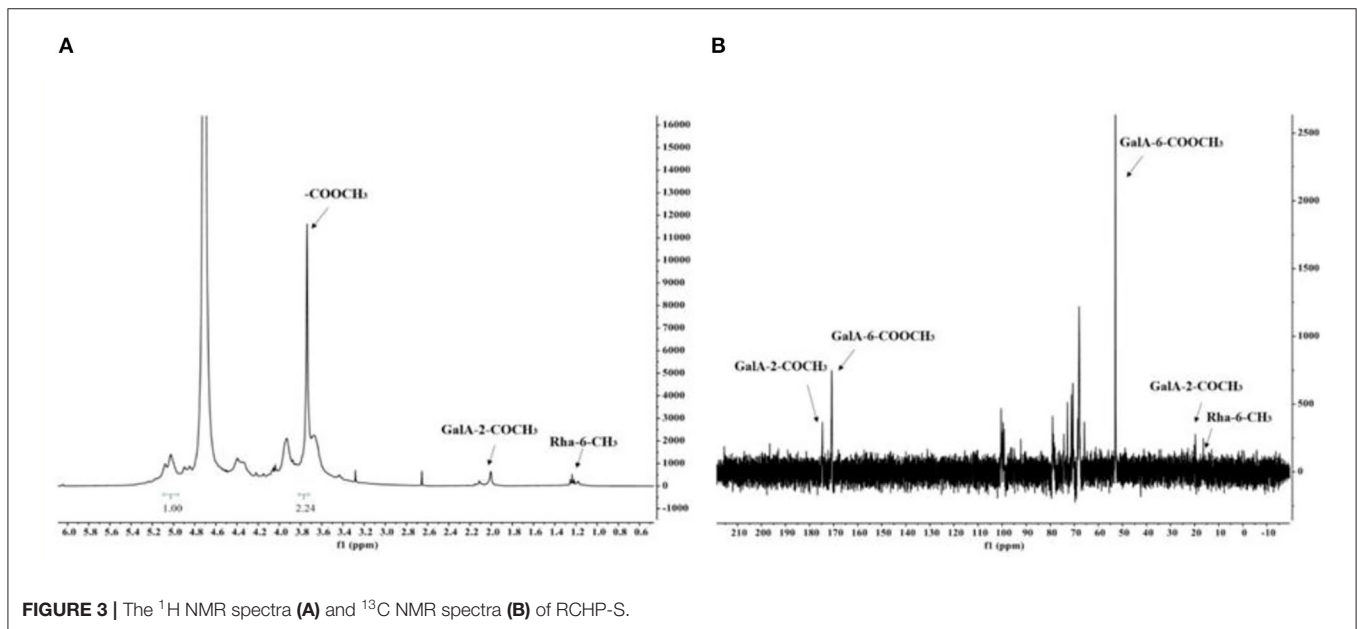 A
16000
15000
14000
13000
12000
11000
10000
9000
8000
7000
6000
5000
4000
3000
2000
1000
0
-1000
-COOCH₃
GalA-2-COCH₃
Rha-6-CH₃
1.00
2.24
6.0 5.8 5.6 5.4 5.2 5.0 4.8 4.6 4.4 4.2 4.0 3.8 3.6 3.4 3.2 3.0 2.8 2.6 2.4 2.2 2.0 1.8 1.6 1.4 1.2 1.0 0.8 0.6
f1 (ppm)
B
2500
2000
1500
1000
500
0
GalA-6-COOCH₃
GalA-6-COOCH₃
GalA-2-COCH₃
GalA-2-COCH₃
Rha-6-CH₃
210 200 190 180 170 160 150 140 130 120 110 100 90 80 70 60 50 40 30 20 10 0 -10
f1 (ppm)
FIGURE 3 | The ¹H NMR spectra (A) and ¹³C NMR spectra (B) of RCHP-S.